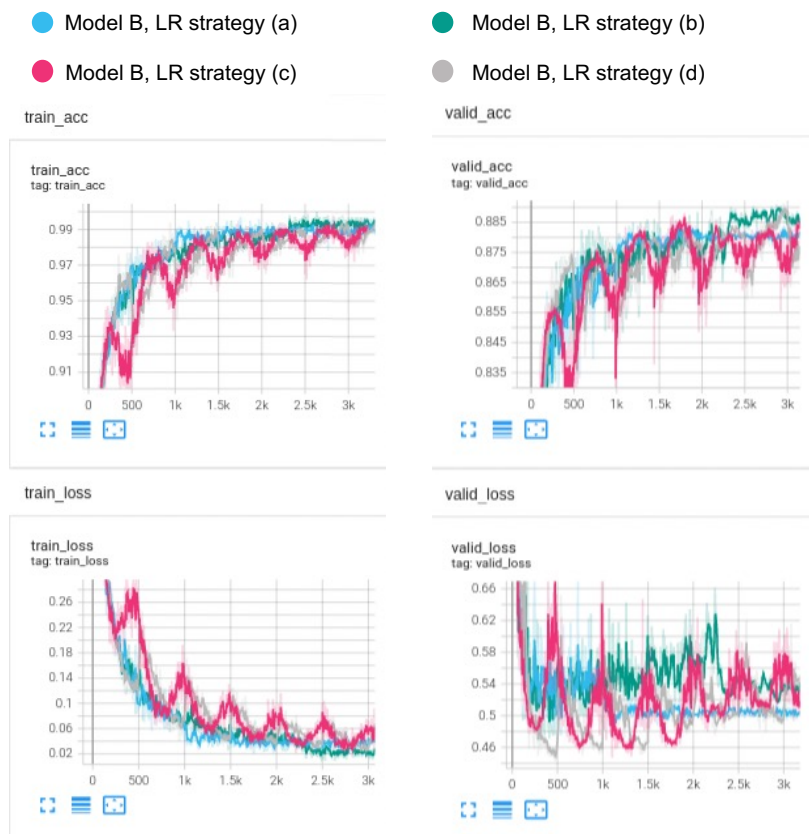 Model B, LR strategy (a)
Model B, LR strategy (b)
Model B, LR strategy (c)
Model B, LR strategy (d)
train_acc
train_acc
tag: train_acc
0.99
0.97
0.95
0.93
0.91
0 500 1k 1.5k 2k 2.5k 3k
valid_acc
valid_acc
tag: valid_acc
0.885
0.875
0.865
0.855
0.845
0.835
0 500 1k 1.5k 2k 2.5k 3k
train_loss
train_loss
tag: train_loss
0.26
0.22
0.18
0.14
0.1
0.06
0.02
0 500 1k 1.5k 2k 2.5k 3k
valid_loss
valid_loss
tag: valid_loss
0.66
0.62
0.58
0.54
0.5
0.46
0 500 1k 1.5k 2k 2.5k 3k